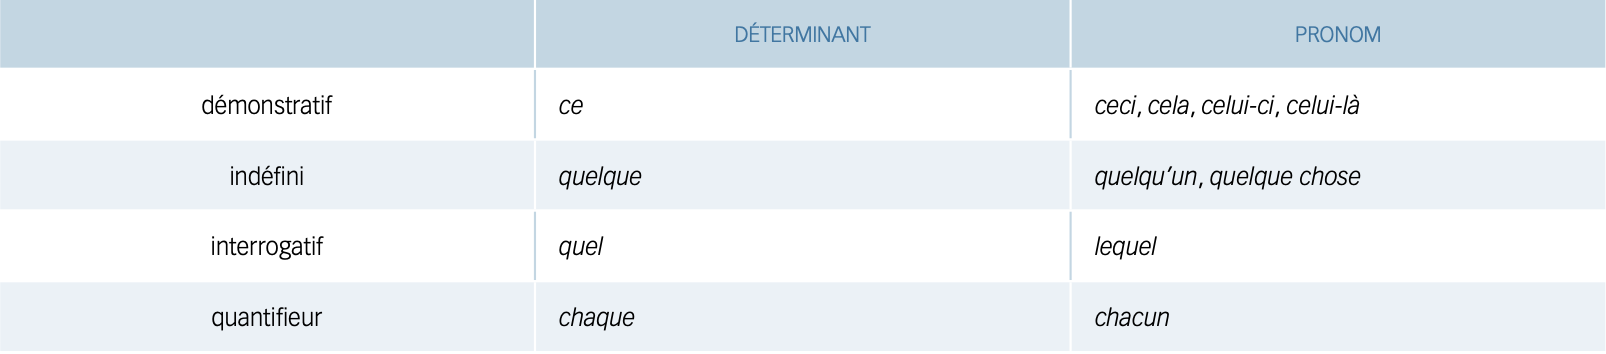 DÉTERMINANT PRONOM
démonstratif ce ceci, cela, celui-ci, celui-là
indéfini quelque quelqu’un, quelque chose
interrogatif quel lequel
quantifieur chaque chacun